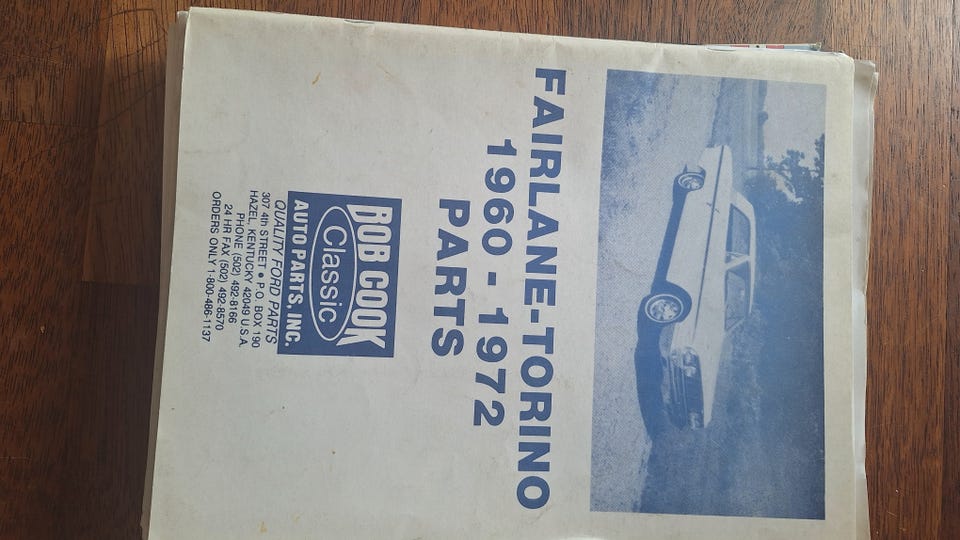 FAIRLANE-TORINO
1960 - 1972
PARTS
BOB COOK
Classic
AUTO PARTS, INC.
QUALITY FORD PARTS
307 4th STREET • P.O. BOX 190
HAZEL, KENTUCKY 42049 U.S.A.
PHONE (502) 492-8166
24 HR FAX (502) 492-8570
ORDERS ONLY 1-800-486-1137